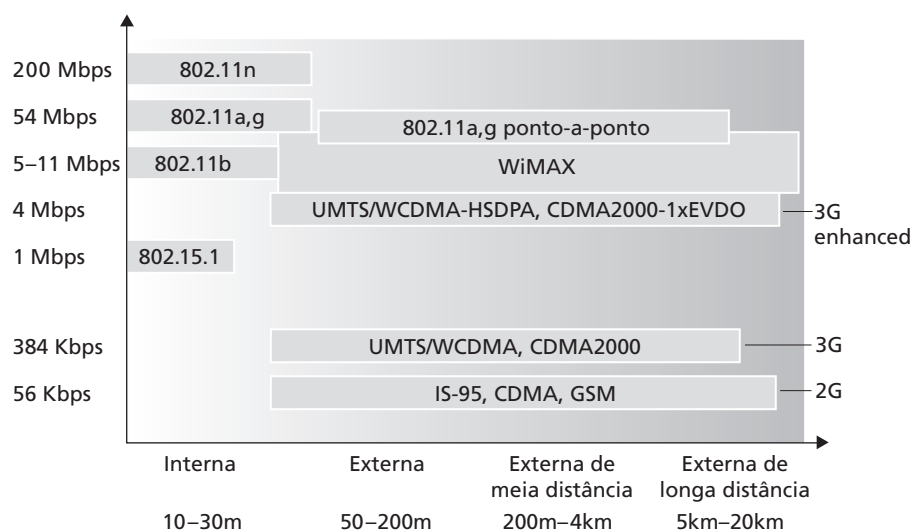 200 Mbps
802.11n
54 Mbps
802.11a,g
802.11a,g ponto-a-ponto
5–11 Mbps
802.11b
WiMAX
4 Mbps
UMTS/WCDMA-HSDPA, CDMA2000-1xEVDO
3G
enhanced
1 Mbps
802.15.1
384 Kbps
UMTS/WCDMA, CDMA2000
3G
56 Kbps
IS-95, CDMA, GSM
2G
Interna
Externa
Externa de
meia distância
Externa de
longa distância
10–30m
50–200m
200m–4km
5km–20km